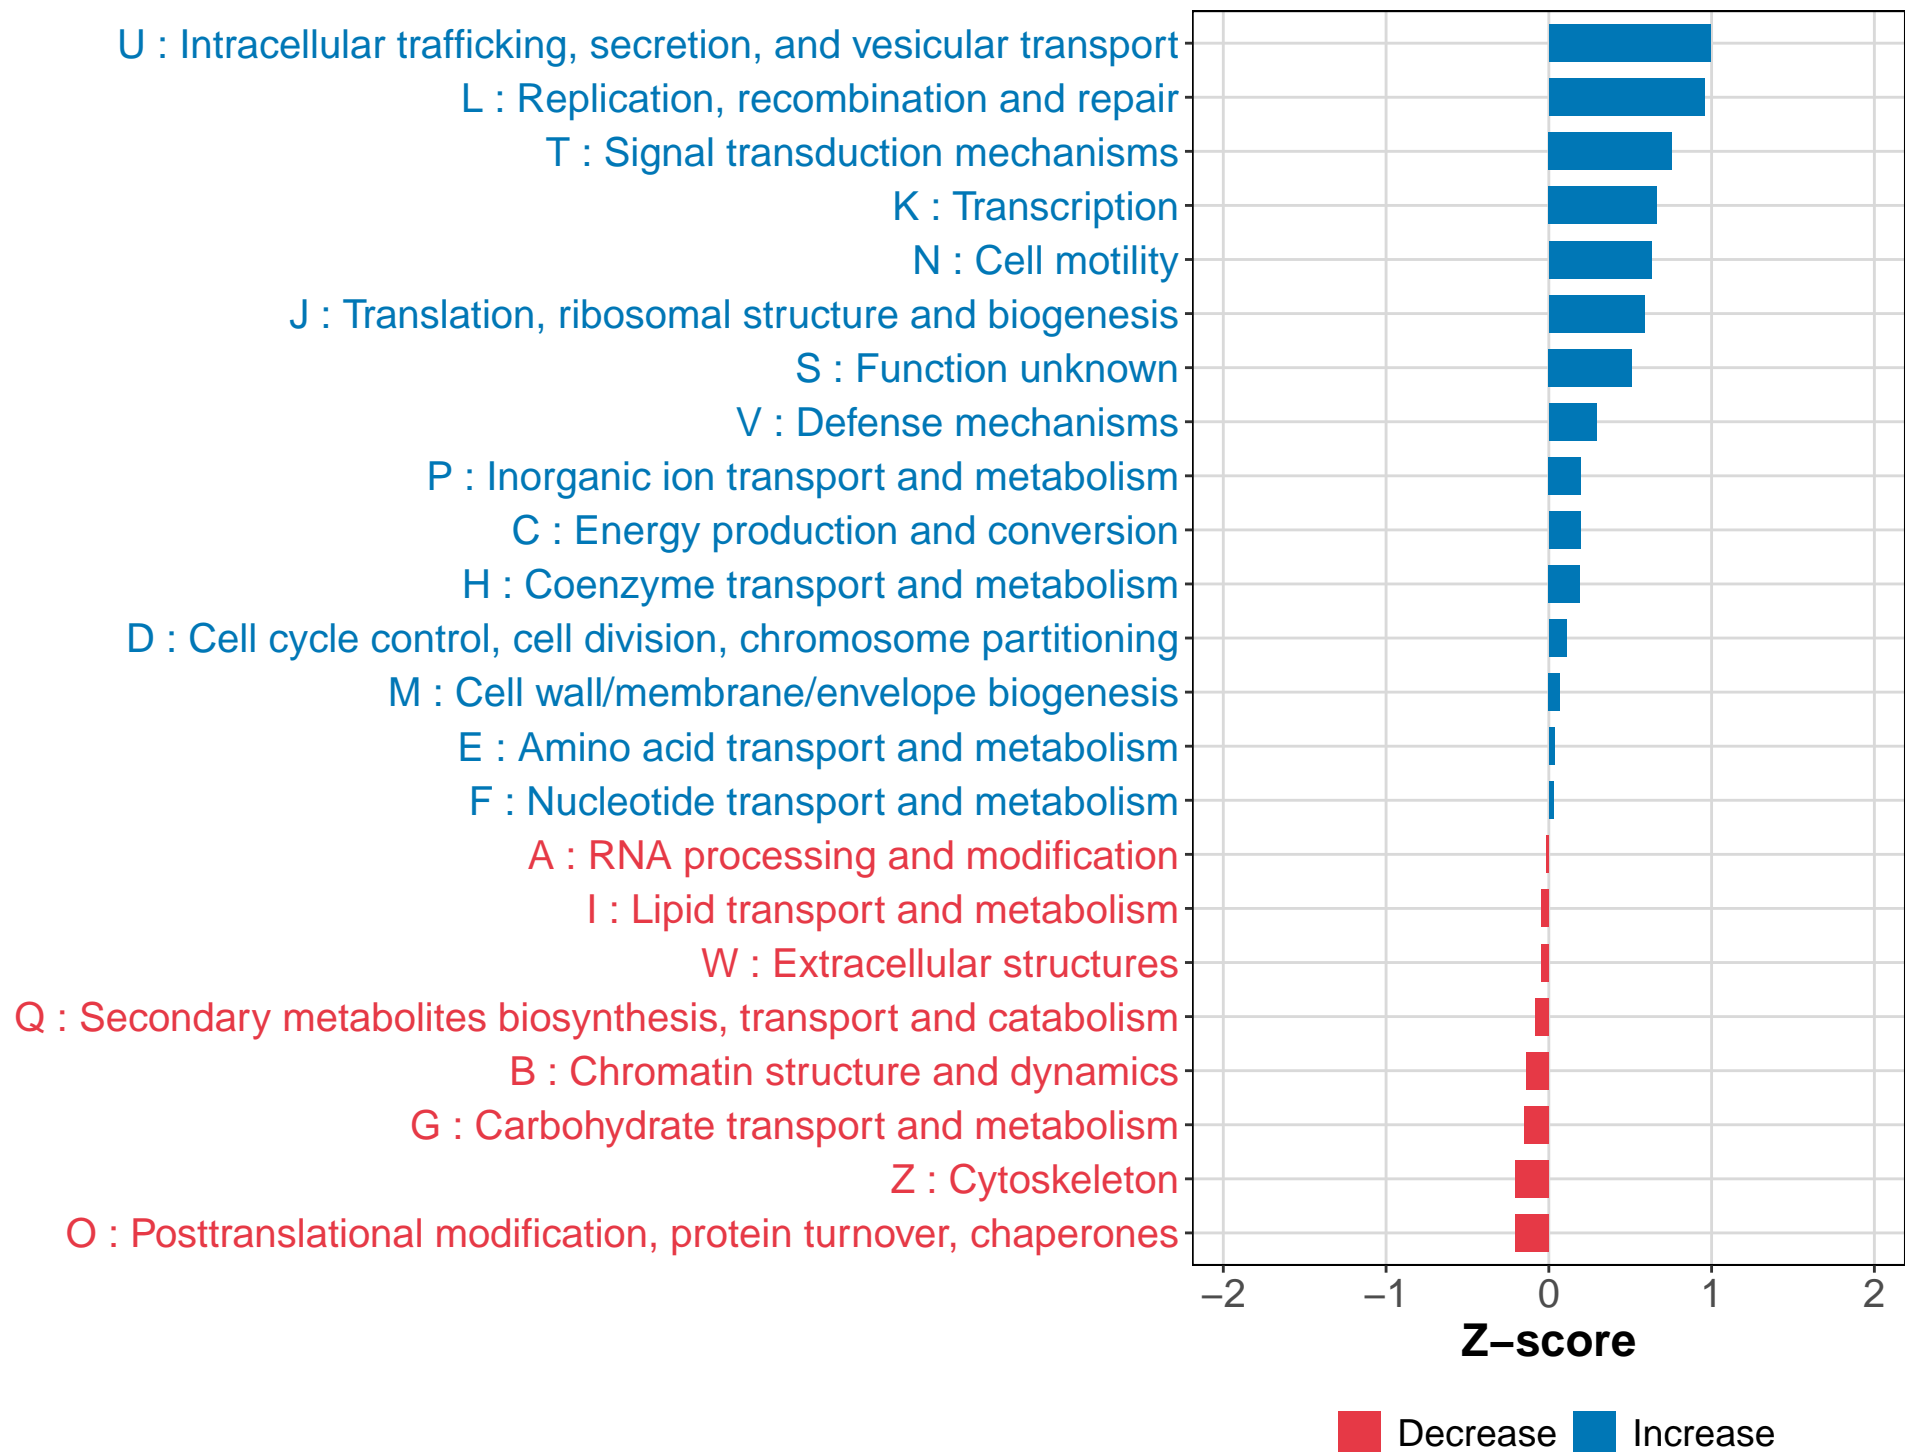 U : Intracellular trafficking, secretion, and vesicular transport
L : Replication, recombination and repair
T : Signal transduction mechanisms
K : Transcription
N : Cell motility
J : Translation, ribosomal structure and biogenesis
S : Function unknown
V : Defense mechanisms
P : Inorganic ion transport and metabolism
C : Energy production and conversion
H : Coenzyme transport and metabolism
D : Cell cycle control, cell division, chromosome partitioning
M : Cell wall/membrane/envelope biogenesis
E : Amino acid transport and metabolism
F : Nucleotide transport and metabolism
A : RNA processing and modification
I : Lipid transport and metabolism
W : Extracellular structures
Q : Secondary metabolites biosynthesis, transport and catabolism
B : Chromatin structure and dynamics
G : Carbohydrate transport and metabolism
Z : Cytoskeleton
O : Posttranslational modification, protein turnover, chaperones
−2 −1 0 1 2
Z−score
Decrease Increase